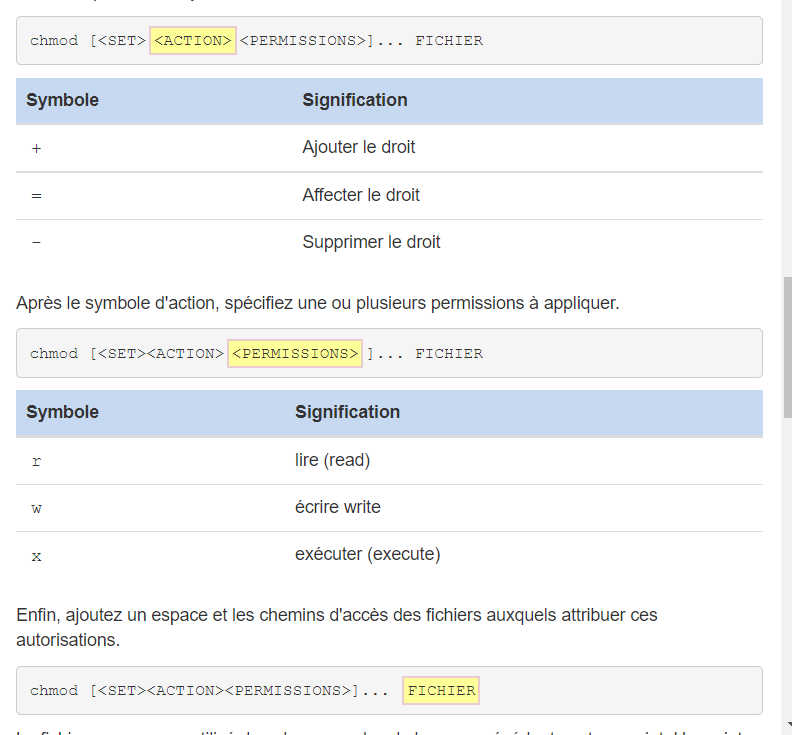 chmod [<SET> <ACTION> <PERMISSIONS>]... FICHIER
Symbole Signification
+ Ajouter le droit
= Affecter le droit
- Supprimer le droit
Après le symbole d'action, spécifiez une ou plusieurs permissions à appliquer.
chmod [<SET><ACTION> <PERMISSIONS> ]... FICHIER
Symbole Signification
r lire (read)
w écrire write
x exécuter (execute)
Enfin, ajoutez un espace et les chemins d'accès des fichiers auxquels attribuer ces
autorisations.
chmod [<SET><ACTION><PERMISSIONS>]... FICHIER